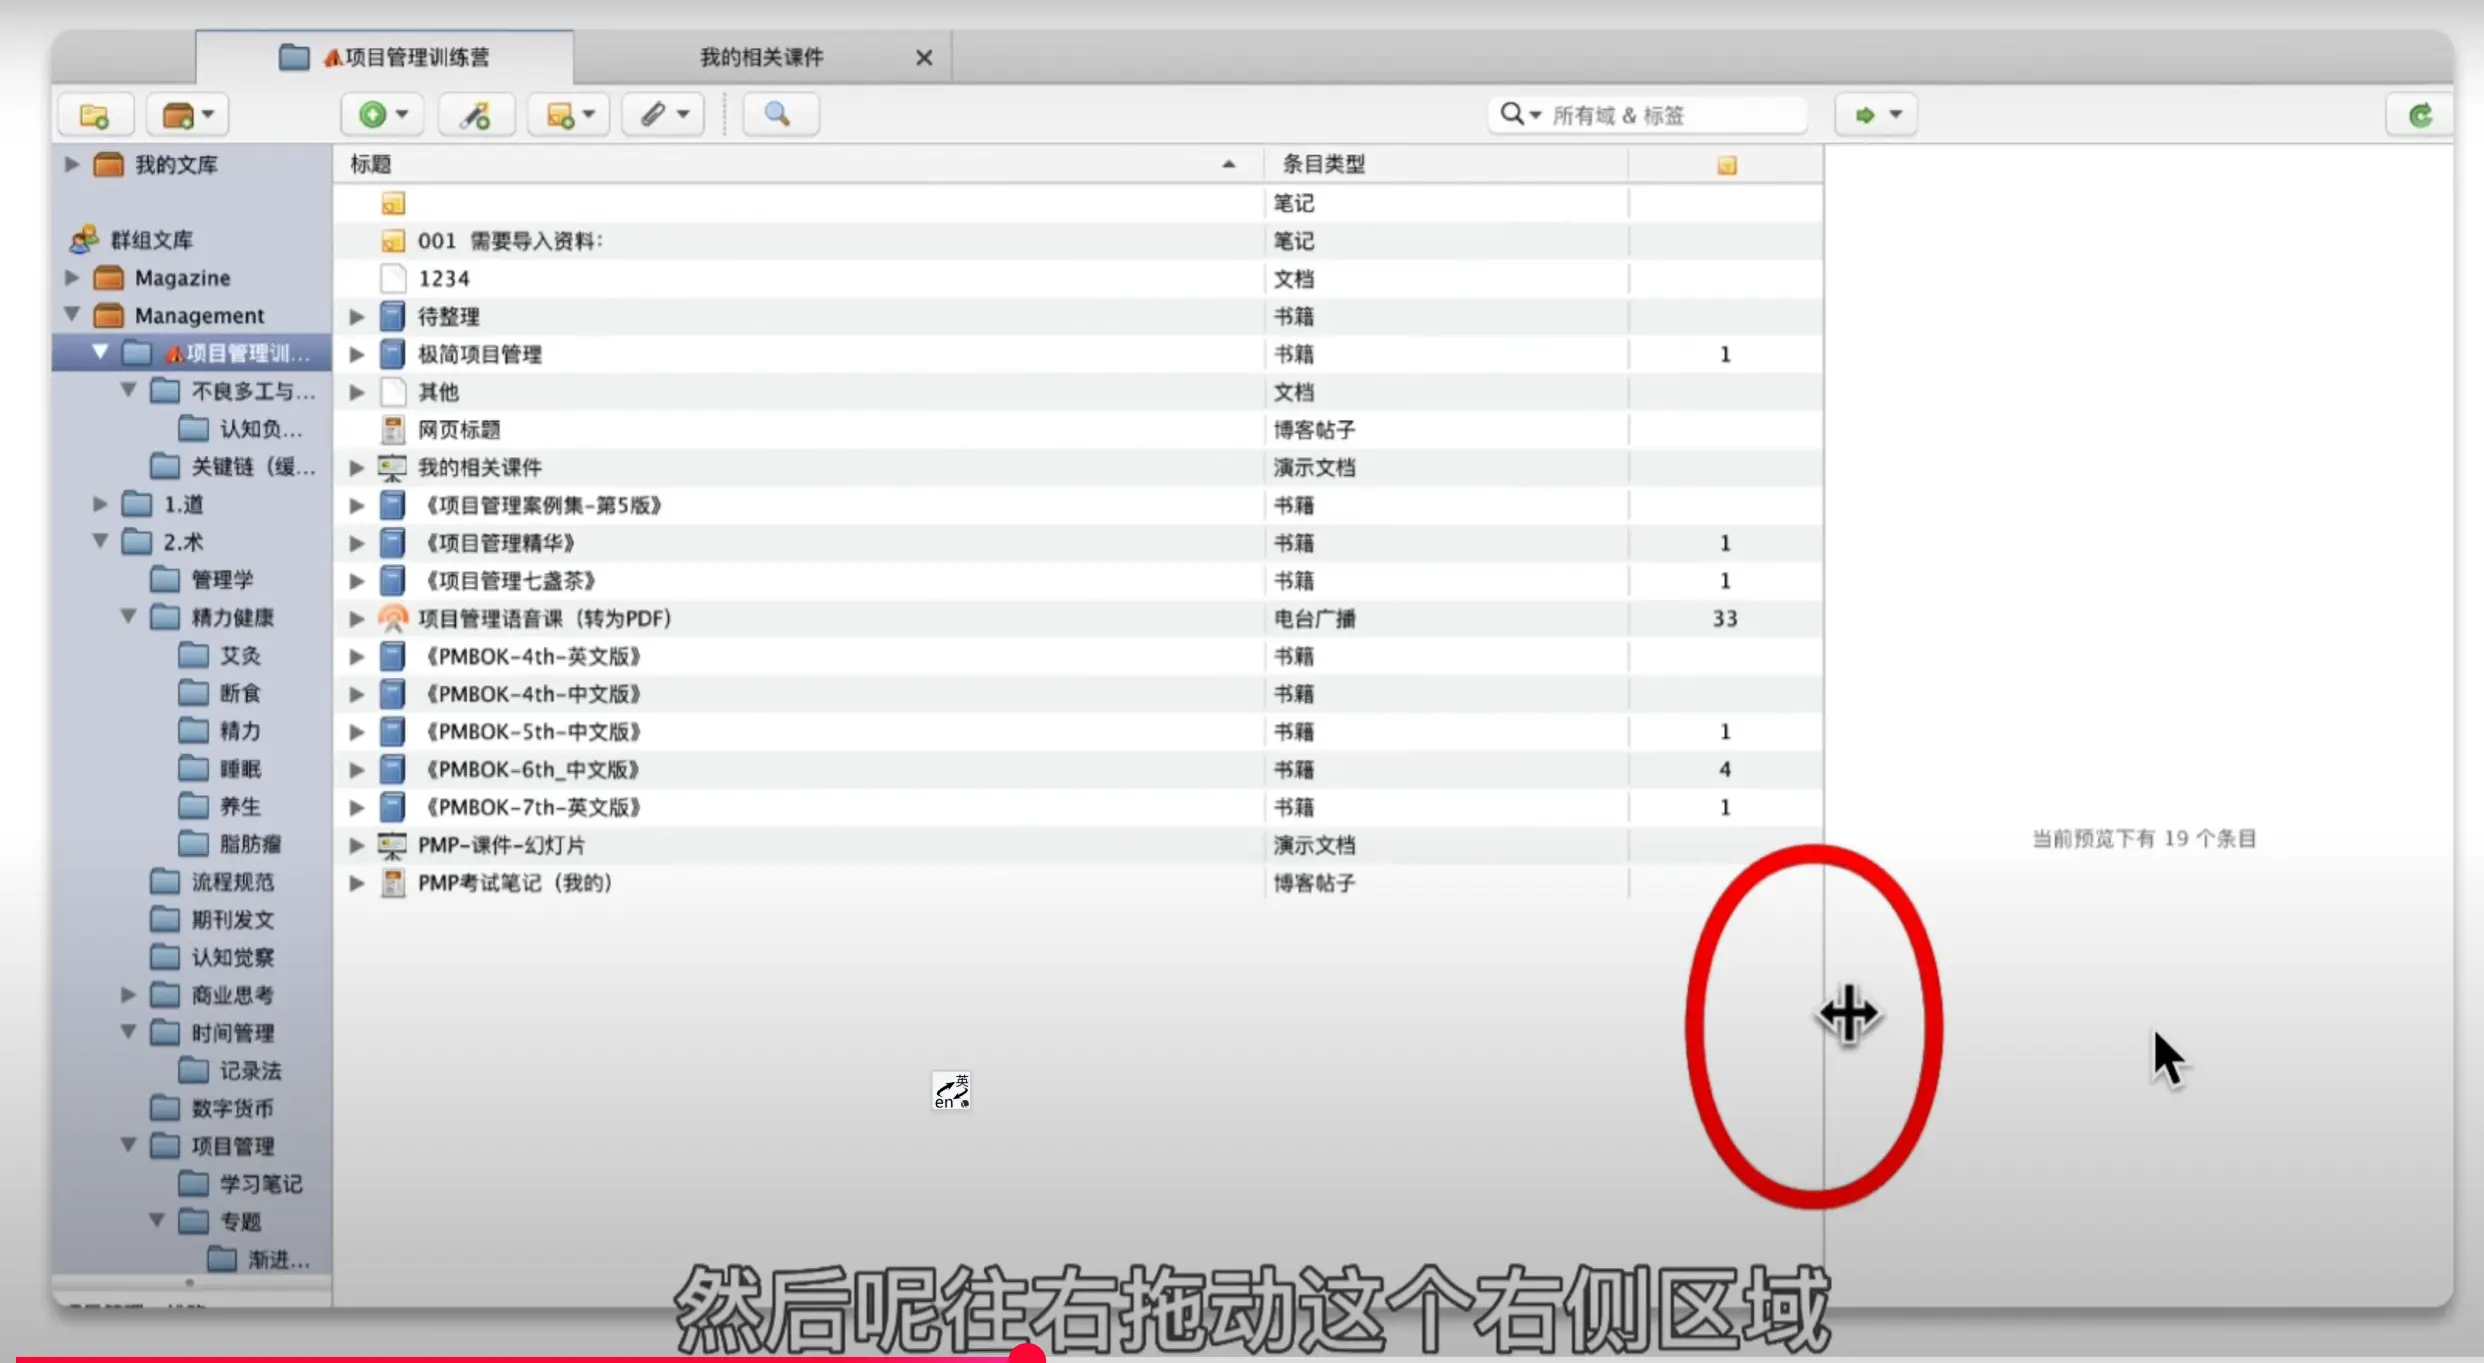 项目管理训练营
我的相关课件
所有域 & 标签
我的文库
群组文库
Magazine
Management
项目管理训...
不良多工与...
认知负...
关键链（缓...
1.道
2.术
管理学
精力健康
艾灸
断食
精力
睡眠
养生
脂肪瘤
流程规范
期刊发文
认知觉察
商业思考
时间管理
记录法
数字货币
项目管理
学习笔记
专题
渐进...
标题 条目类型
笔记
001 需要导入资料： 笔记
1234 文档
待整理 书籍
极简项目管理 书籍 1
其他 文档
网页标题 博客帖子
我的相关课件 演示文档
《项目管理案例集-第5版》 书籍
《项目管理精华》 书籍 1
《项目管理七盏茶》 书籍 1
项目管理语音课（转为PDF） 电台广播 33
《PMBOK-4th-英文版》 书籍
《PMBOK-4th-中文版》 书籍
《PMBOK-5th-中文版》 书籍 1
《PMBOK-6th_中文版》 书籍 4
《PMBOK-7th-英文版》 书籍 1
PMP-课件-幻灯片 演示文档
PMP考试笔记（我的） 博客帖子
当前预览下有 19 个条目
英
en
然后呢往右拖动这个右侧区域